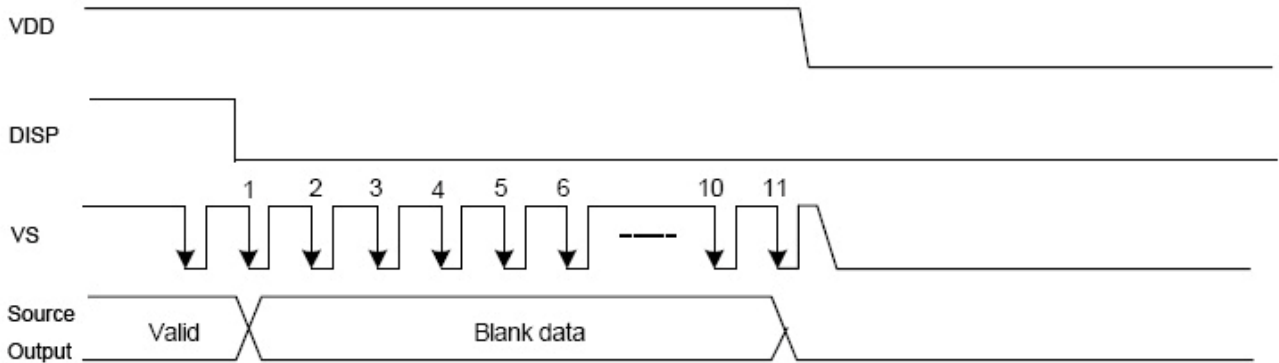 VDD
DISP
1 2 3 4 5 6 10 11
VS
Source
Output
Valid
Blank data